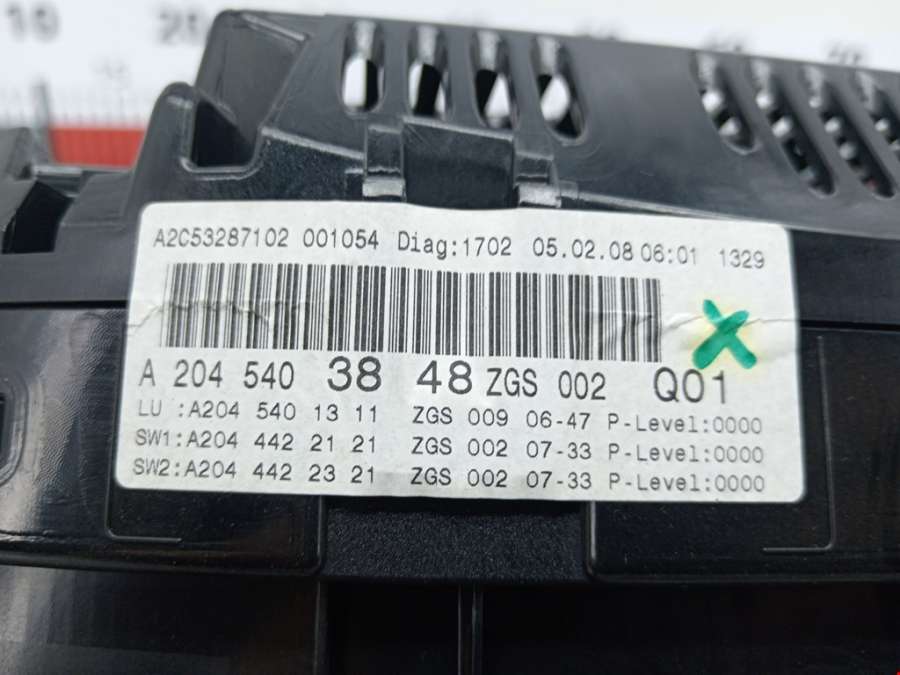 10 20
A2C53287102 001054 Diag:1702 05.02.08 06:01 1329
A 204 540 38 48 ZGS 002 Q01
LU :A204 540 13 11 ZGS 009 06-47 P-Level:0000
SW1:A204 442 21 21 ZGS 002 07-33 P-Level:0000
SW2:A204 442 23 21 ZGS 002 07-33 P-Level:0000